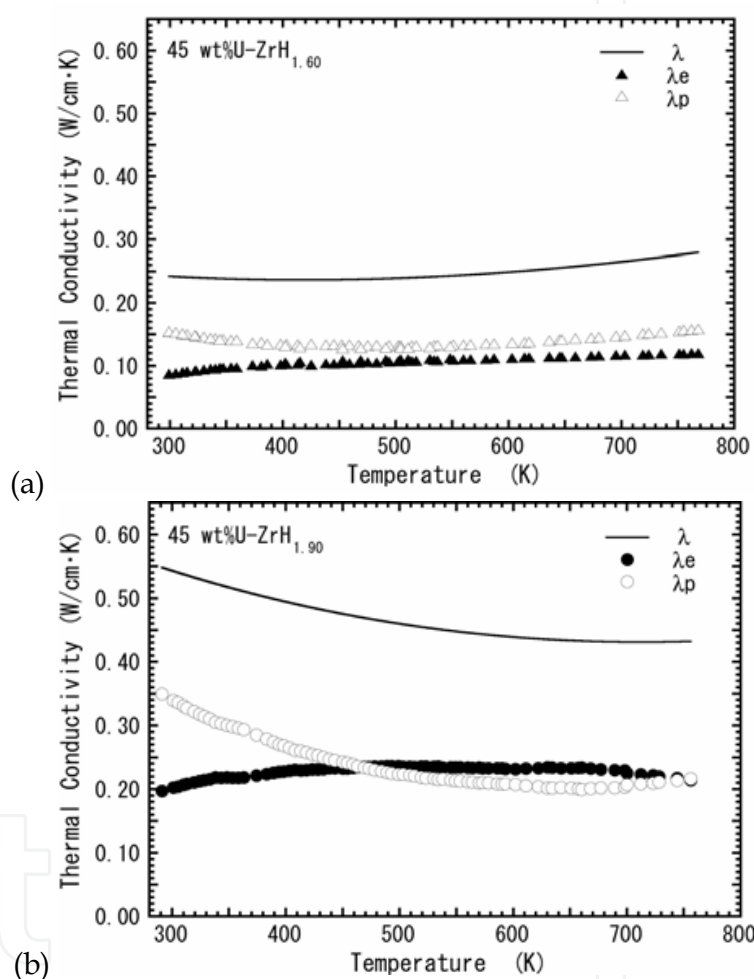 45 wt%U-ZrH1.60
λ
λe
λp
Thermal Conductivity (W/cm·K)
0.60
0.50
0.40
0.30
0.20
0.10
0.00
300 400 500 600 700 800
Temperature (K)
(a)
45 wt%U-ZrH1.90
λ
λe
λp
Thermal Conductivity (W/cm·K)
0.60
0.50
0.40
0.30
0.20
0.10
0.00
300 400 500 600 700 800
Temperature (K)
(b)